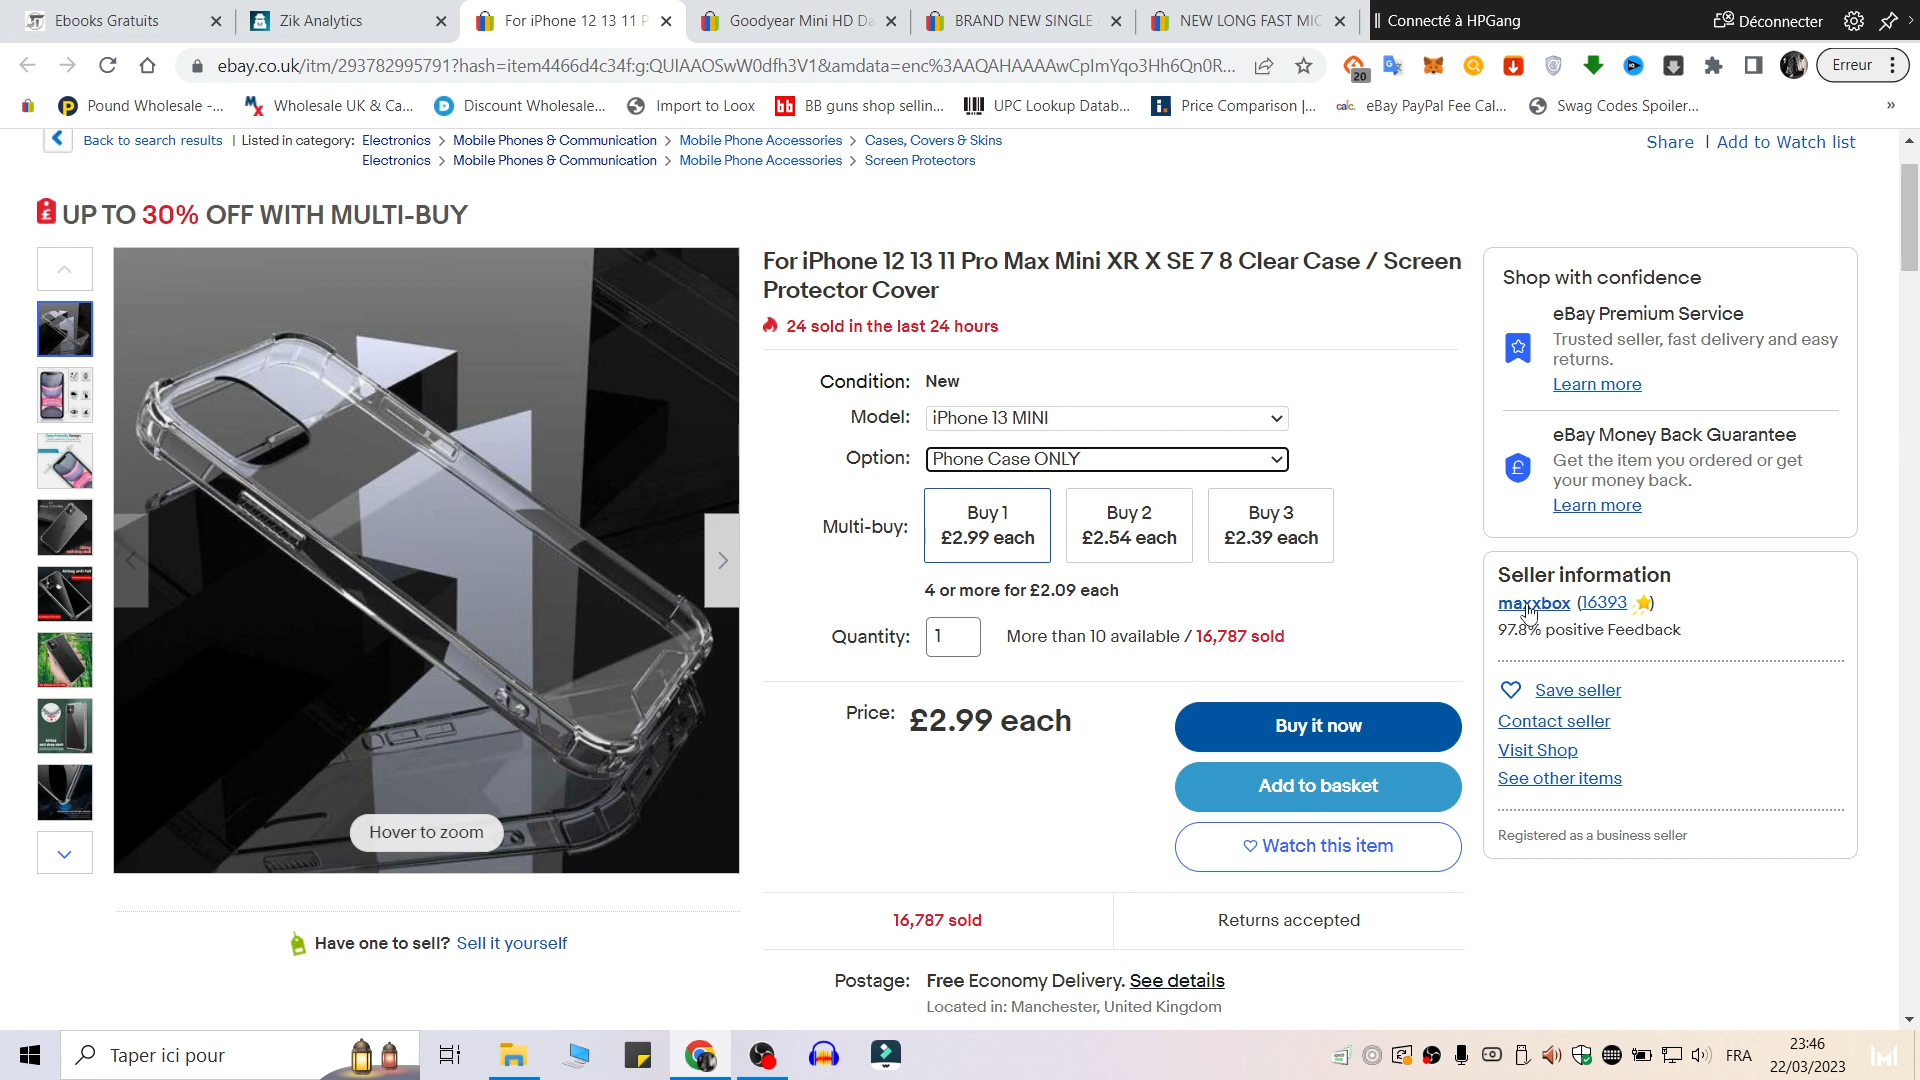 Ebooks Gratuits
Zik Analytics
For iPhone 12 13 11 P
Goodyear Mini HD Da
BRAND NEW SINGLE
NEW LONG FAST MIC
Connecté à HPGang
Déconnecter
ebay.co.uk/itm/293782995791?hash=item4466d4c34f:g:QUIAAOSwW0dfh3V1&amdata=enc%3AAQAHAAAAwCpImYqo3Hh6Qn0R...
20
Erreur
Pound Wholesale -...
Wholesale UK & Ca...
Discount Wholesale...
Import to Loox
BB guns shop sellin...
UPC Lookup Datab...
Price Comparison |...
eBay PayPal Fee Cal...
Swag Codes Spoiler...
»
Back to search results | Listed in category: Electronics > Mobile Phones & Communication > Mobile Phone Accessories > Cases, Covers & Skins
Electronics > Mobile Phones & Communication > Mobile Phone Accessories > Screen Protectors
Share | Add to Watch list
UP TO 30% OFF WITH MULTI-BUY
For iPhone 12 13 11 Pro Max Mini XR X SE 7 8 Clear Case / Screen
Protector Cover
24 sold in the last 24 hours
Condition: New
Model: iPhone 13 MINI
Option: Phone Case ONLY
Multi-buy:
Buy 1
£2.99 each
Buy 2
£2.54 each
Buy 3
£2.39 each
4 or more for £2.09 each
Quantity: 1 More than 10 available / 16,787 sold
Price: £2.99 each
Buy it now
Add to basket
Watch this item
16,787 sold
Returns accepted
Postage: Free Economy Delivery. See details
Located in: Manchester, United Kingdom
Hover to zoom
Have one to sell? Sell it yourself
Shop with confidence
eBay Premium Service
Trusted seller, fast delivery and easy
returns.
Learn more
eBay Money Back Guarantee
Get the item you ordered or get
your money back.
Learn more
Seller information
maxxbox (16393)
97.8% positive Feedback
Save seller
Contact seller
Visit Shop
See other items
Registered as a business seller
Taper ici pour
FRA
23:46
22/03/2023